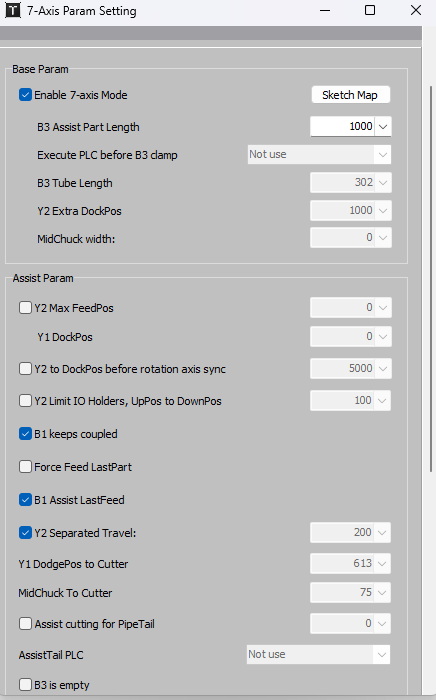 7-Axis Param Setting
Base Param
Enable 7-axis Mode Sketch Map
B3 Assist Part Length 1000
Execute PLC before B3 clamp Not use
B3 Tube Length 302
Y2 Extra DockPos 1000
MidChuck width: 0
Assist Param
Y2 Max FeedPos 0
Y1 DockPos 0
Y2 to DockPos before rotation axis sync 5000
Y2 Limit IO Holders, UpPos to DownPos 100
B1 keeps coupled
Force Feed LastPart
B1 Assist LastFeed
Y2 Separated Travel: 200
Y1 DodgePos to Cutter 613
MidChuck To Cutter 75
Assist cutting for PipeTail 0
AssistTail PLC Not use
B3 is empty